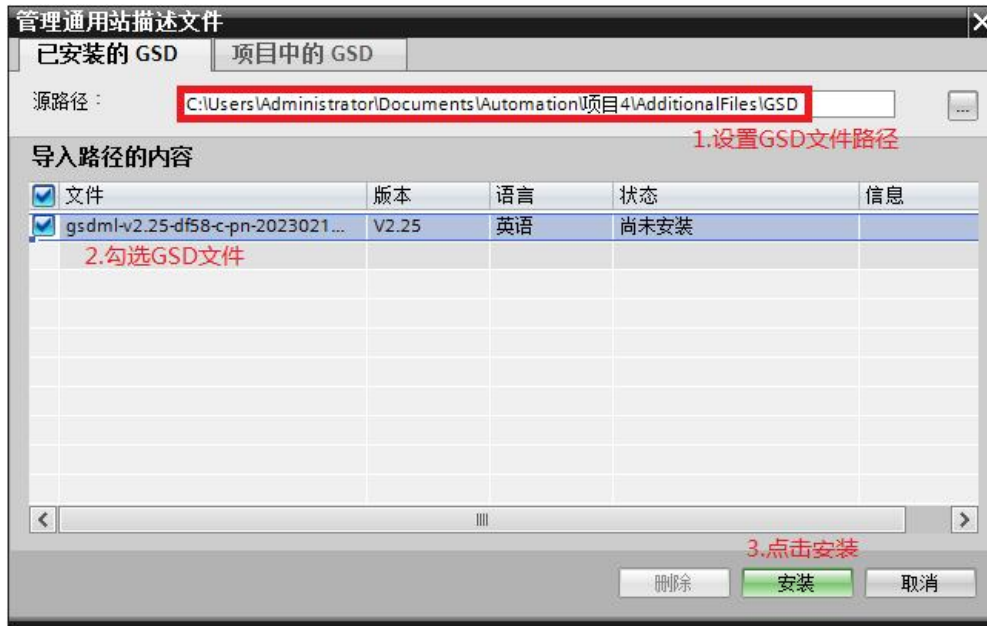 管理通用站描述文件
已安装的 GSD
项目中的 GSD
源路径：
C:\Users\Administrator\Documents\Automation\项目4\AdditionalFiles\GSD
...
1.设置GSD文件路径
导入路径的内容
文件 版本 语言 状态 信息
gsdml-v2.25-df58-c-pn-2023021... V2.25 英语 尚未安装
2.勾选GSD文件
3.点击安装
删除 安装 取消